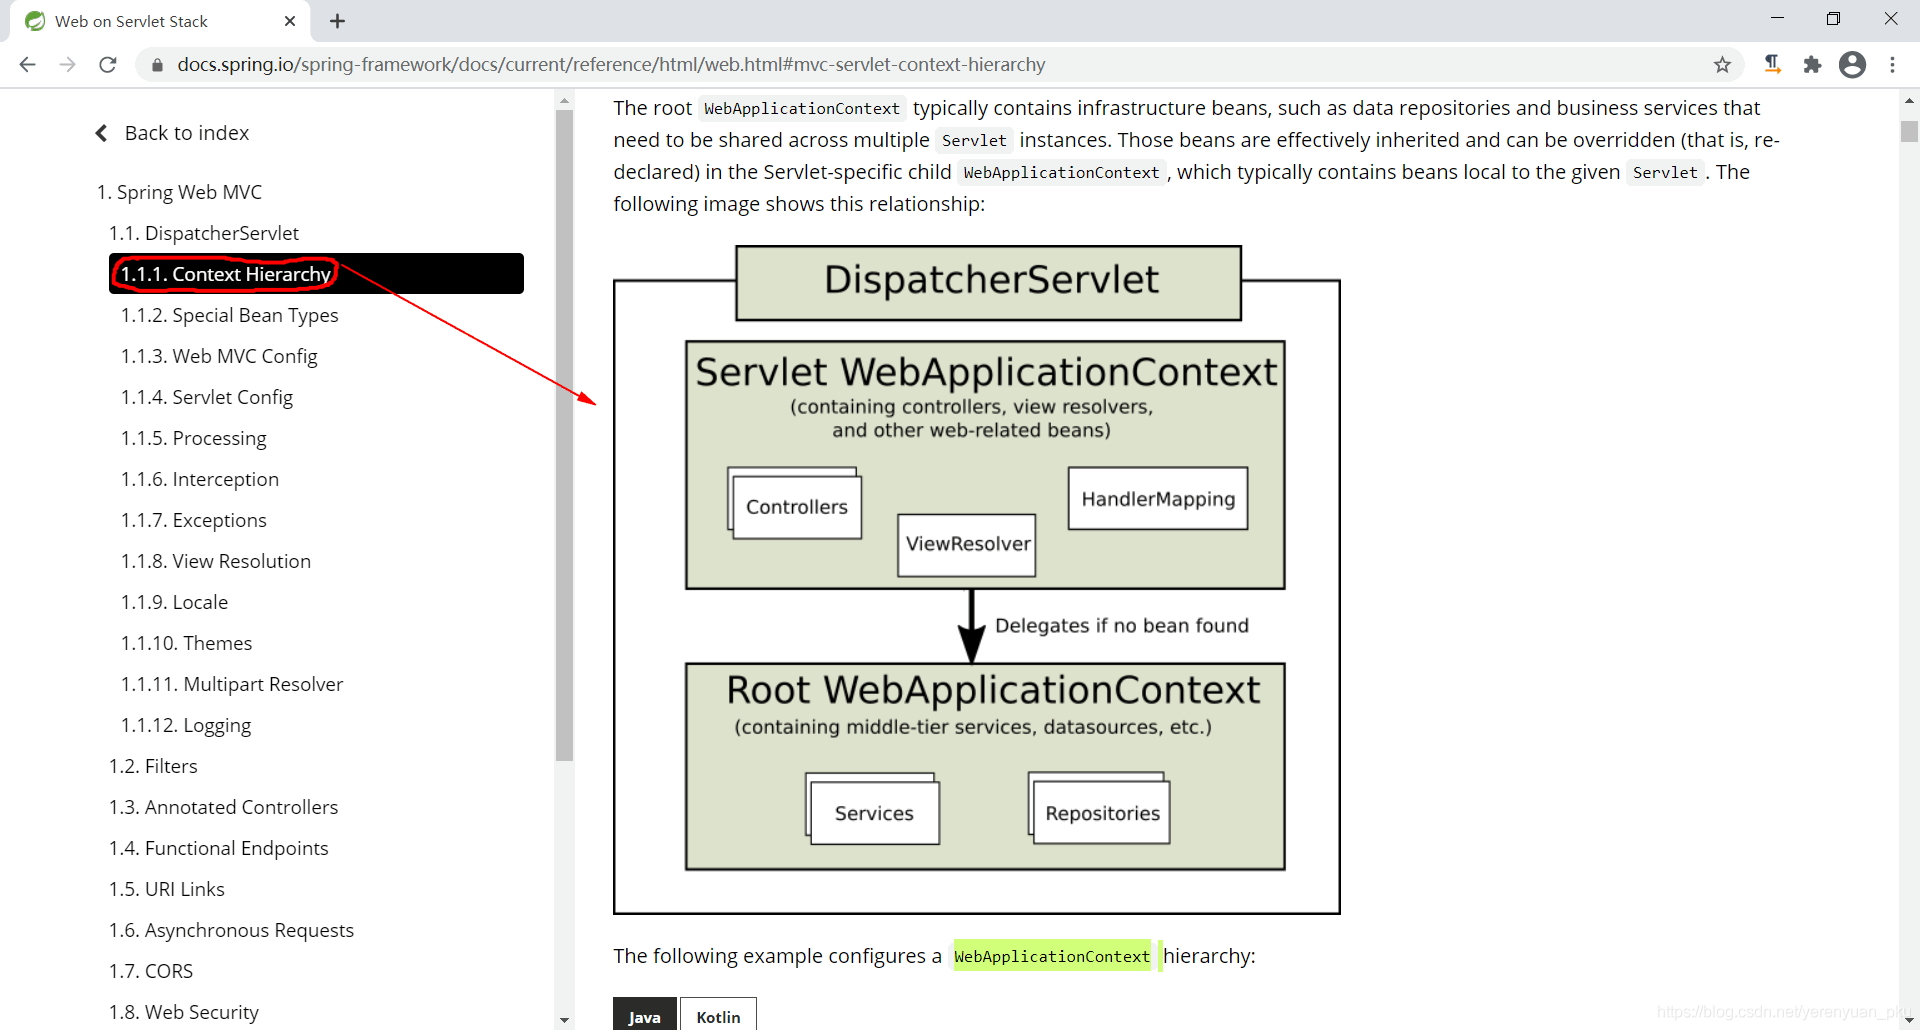 Web on Servlet Stack
docs.spring.io/spring-framework/docs/current/reference/html/web.html#mvc-servlet-context-hierarchy
Back to index
1. Spring Web MVC
1.1. DispatcherServlet
1.1.1. Context Hierarchy
1.1.2. Special Bean Types
1.1.3. Web MVC Config
1.1.4. Servlet Config
1.1.5. Processing
1.1.6. Interception
1.1.7. Exceptions
1.1.8. View Resolution
1.1.9. Locale
1.1.10. Themes
1.1.11. Multipart Resolver
1.1.12. Logging
1.2. Filters
1.3. Annotated Controllers
1.4. Functional Endpoints
1.5. URI Links
1.6. Asynchronous Requests
1.7. CORS
1.8. Web Security
The root WebApplicationContext typically contains infrastructure beans, such as data repositories and business services that
need to be shared across multiple Servlet instances. Those beans are effectively inherited and can be overridden (that is, re-
declared) in the Servlet-specific child WebApplicationContext, which typically contains beans local to the given Servlet. The
following image shows this relationship:
DispatcherServlet
Servlet WebApplicationContext
(containing controllers, view resolvers,
and other web-related beans)
Controllers
HandlerMapping
ViewResolver
Delegates if no bean found
Root WebApplicationContext
(containing middle-tier services, datasources, etc.)
Services
Repositories
The following example configures a WebApplicationContext hierarchy:
Java
Kotlin
https://blog.csdn.net/yerenyuan_pku